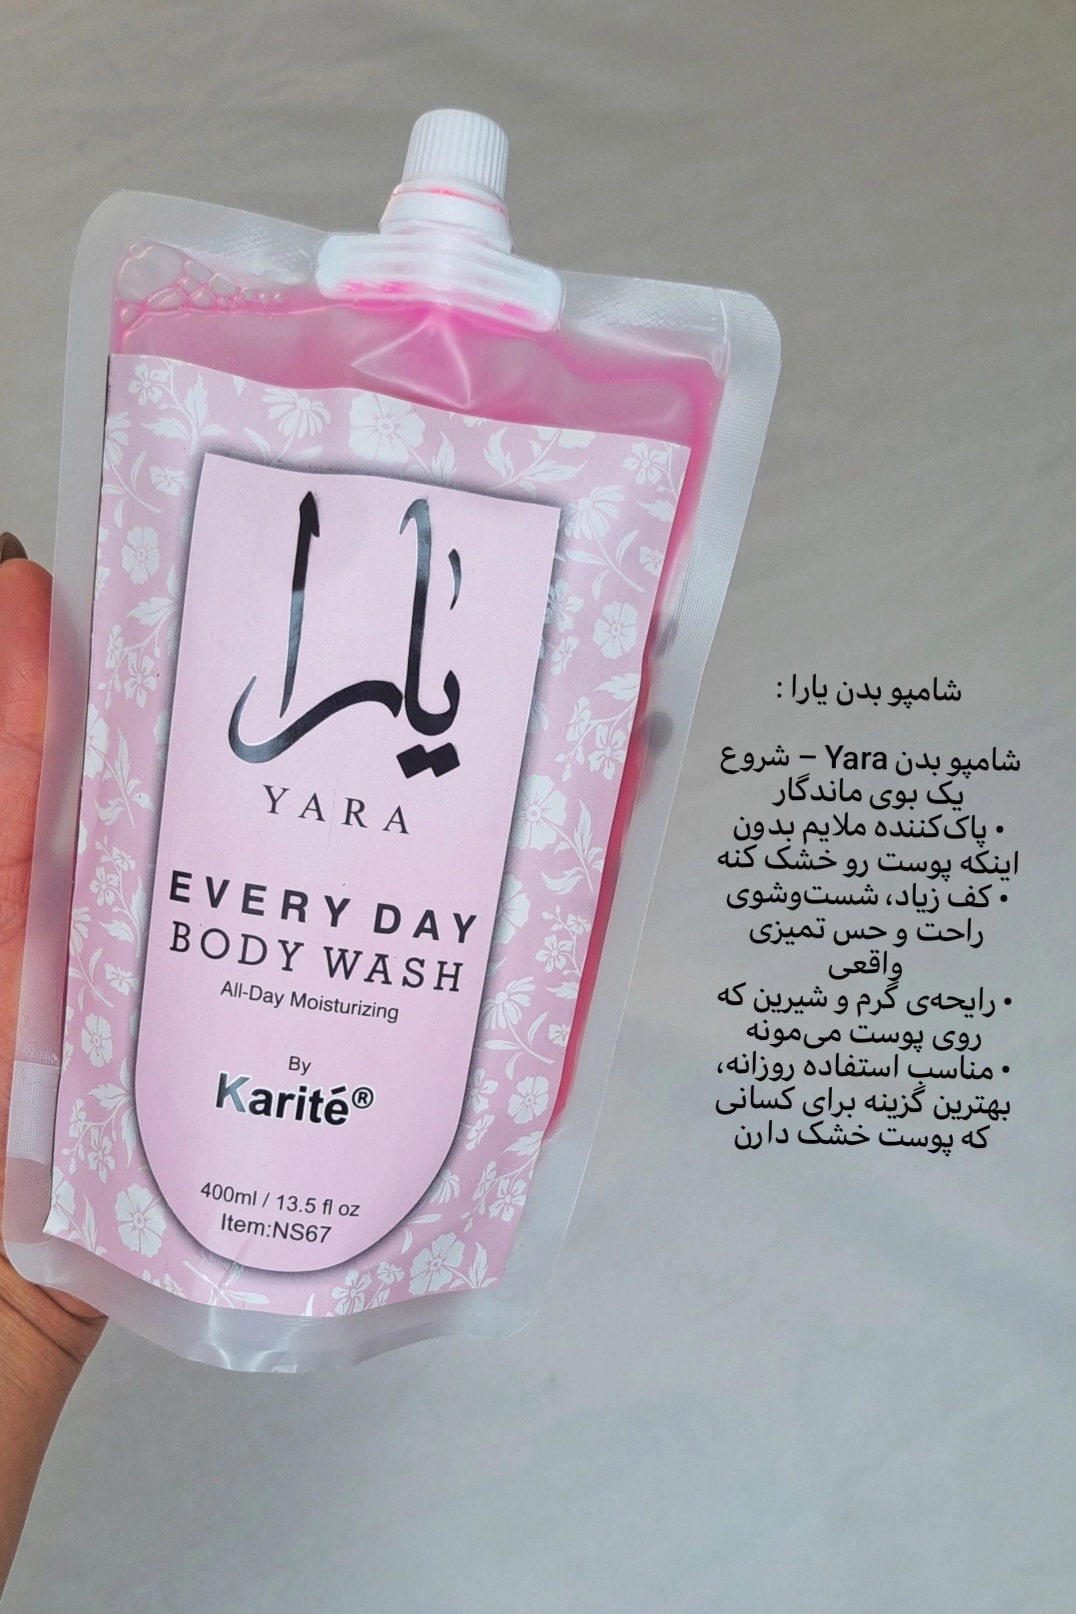 يارا
YARA
EVERY DAY
BODY WASH
All-Day Moisturizing
By
Karité®
400ml / 13.5 fl oz
Item:NS67
شامپو بدن یارا :
شامپو بدن Yara – شروع
یک بوی ماندگار
• پاک‌کننده ملایم بدون
اینکه پوست رو خشک کنه
• کف زیاد، شست‌وشوی
راحت و حس تمیزی
واقعی
• رایحه‌ی گرم و شیرین که
روی پوست می‌مونه
• مناسب استفاده روزانه،
بهترین گزینه برای کسانی
که پوست خشک دارن